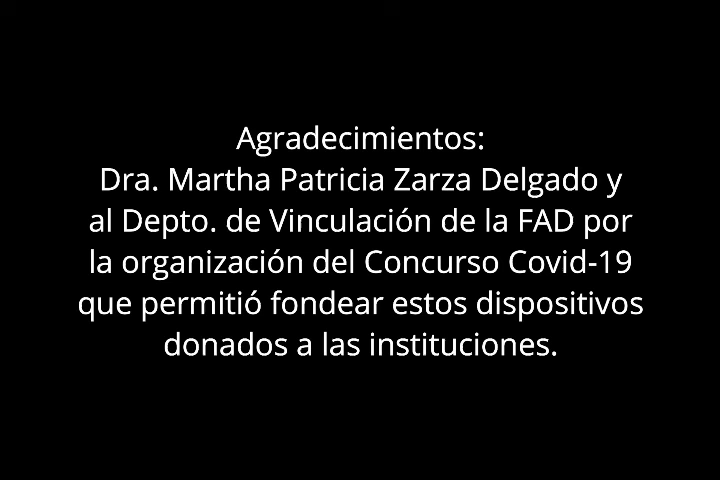 Agradecimientos:
Dra. Martha Patricia Zarza Delgado y
al Depto. de Vinculación de la FAD por
la organización del Concurso Covid-19
que permitió fondear estos dispositivos
donados a las instituciones.